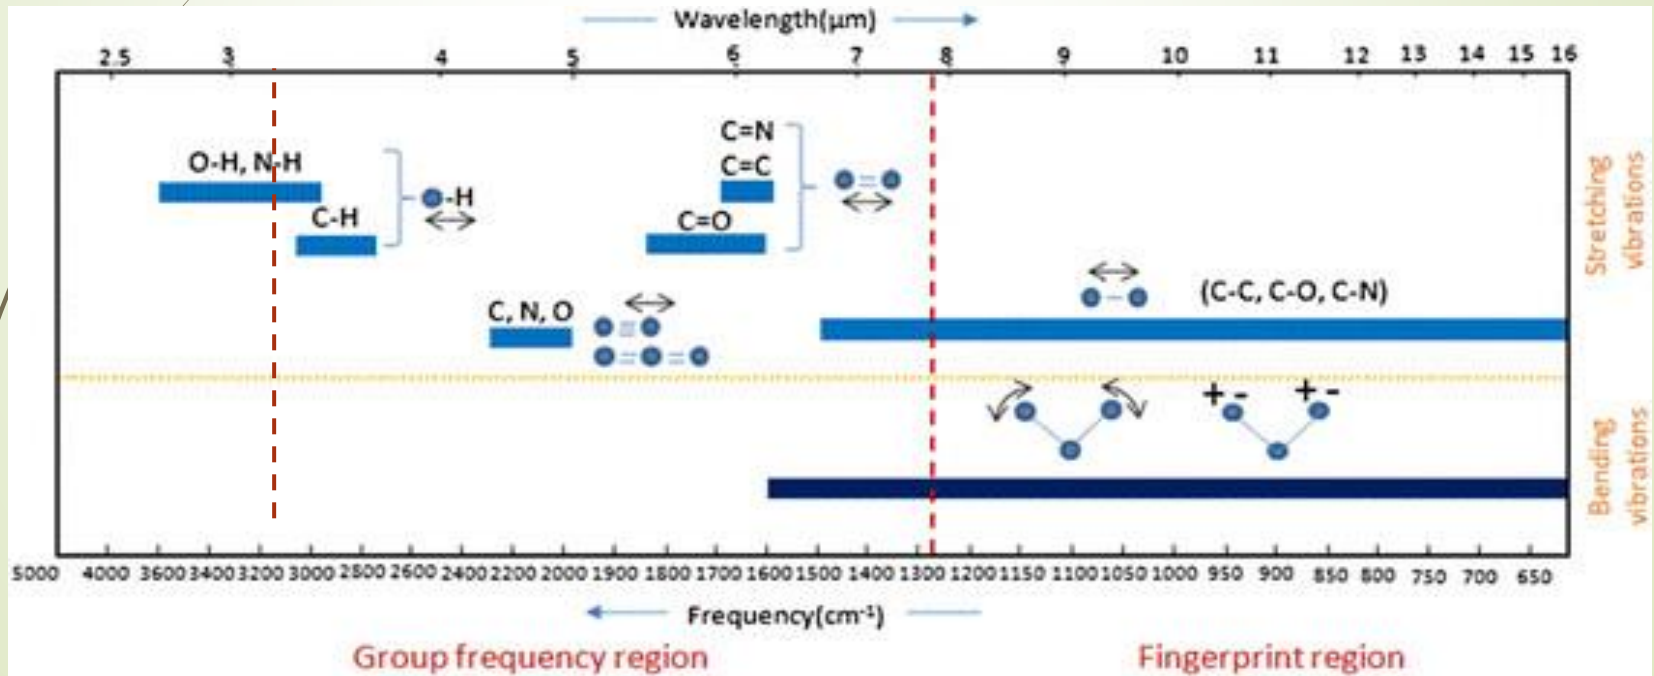 Wavelength(μm)
2.5 3 4 5 6 7 8 9 10 11 12 13 14 15 16
C=N
O-H, N-H
C=C
-H
C-H
C=O
Stretching
vibrations
(C-C, C-O, C-N)
C, N, O
+ - + -
Bending
vibrations
5000 4000 3600 3400 3200 3000 2800 2600 2400 2200 2000 1900 1800 1700 1600 1500 1400 1300 1200 1150 1100 1050 1000 950 900 850 800 750 700 650
Frequency(cm⁻¹)
Group frequency region Fingerprint region